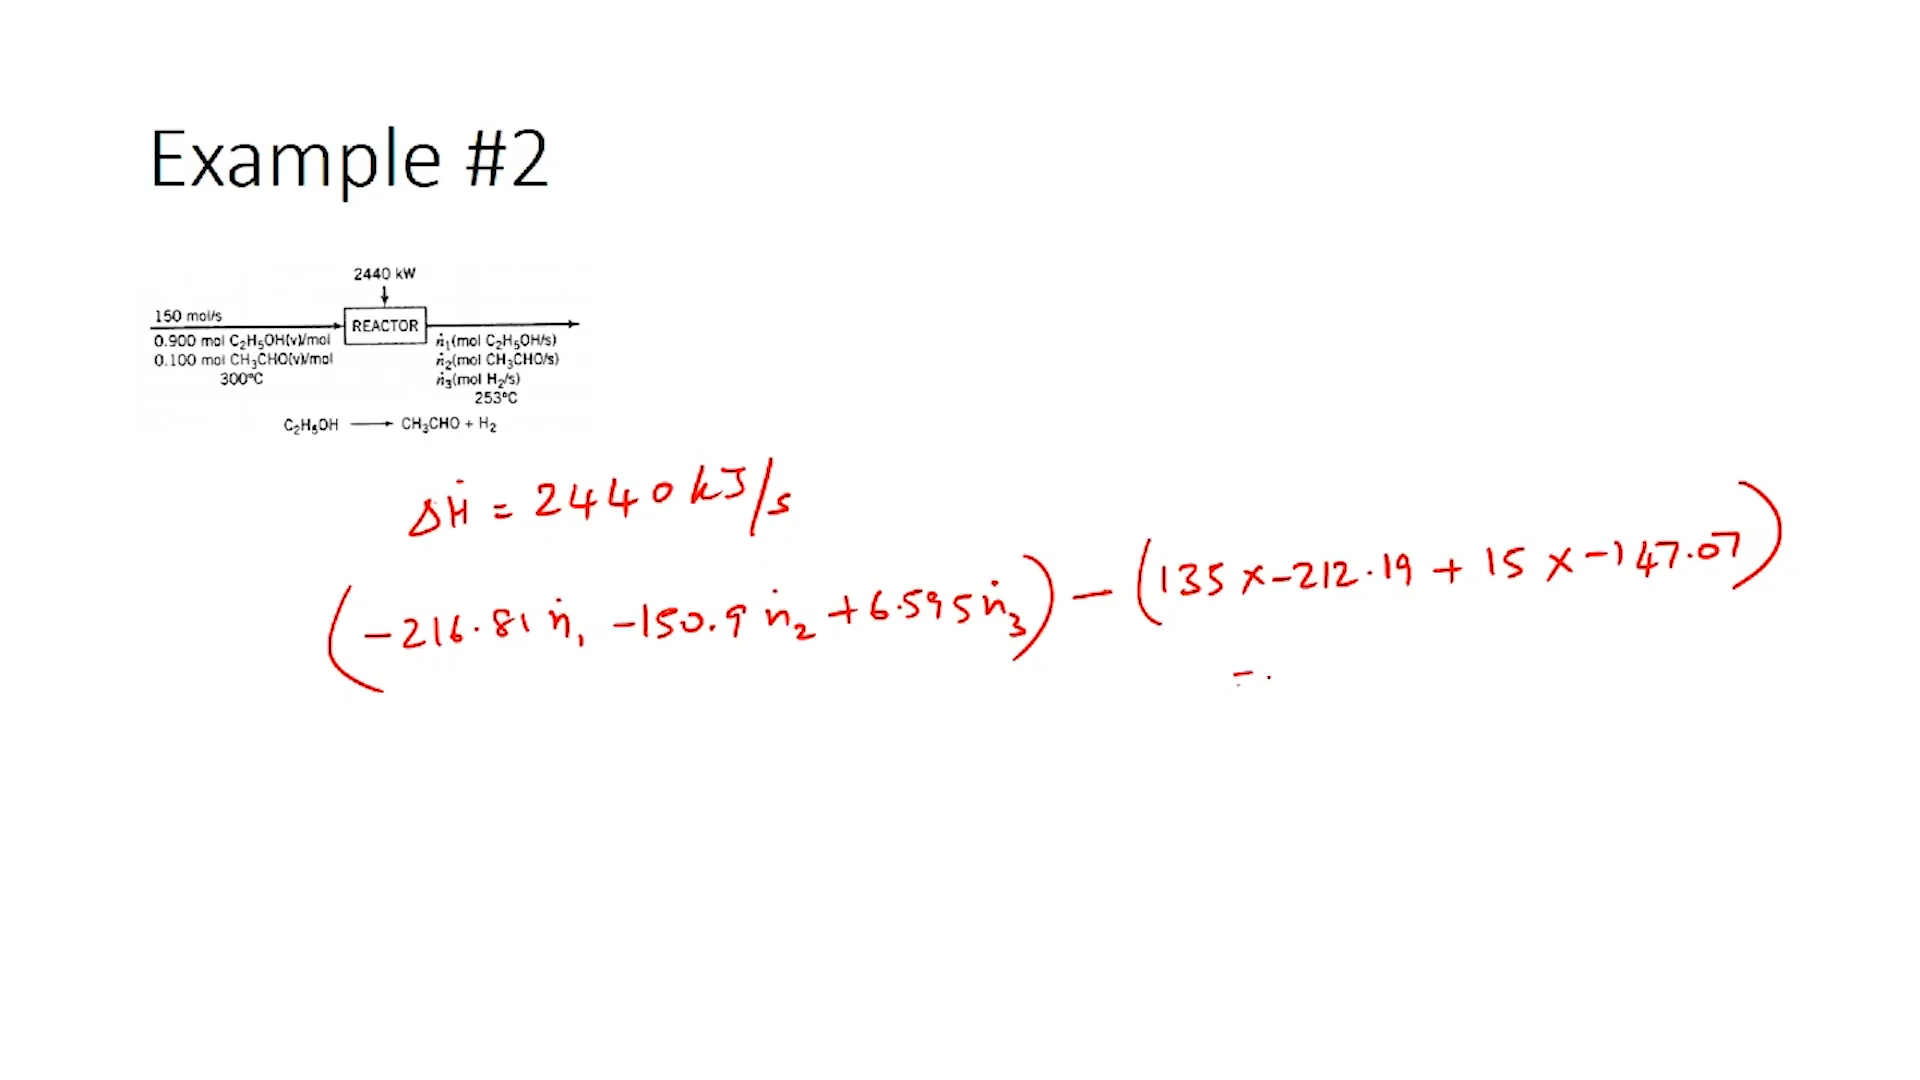 Example #2
2440 kW
150 mol/s
REACTOR
0.900 mol C₂H₅OH(v)/mol
0.100 mol CH₃CHO(v)/mol
300°C
ṅ₁(mol C₂H₅OH/s)
ṅ₂(mol CH₃CHO/s)
ṅ₃(mol H₂/s)
253°C
C₂H₅OH ⟶ CH₃CHO + H₂
ΔḢ = 2440 kJ/s
(-216.81 ṅ₁ -150.9 ṅ₂ +6.595 ṅ₃) - (135 x -212.19 + 15 x -147.07)